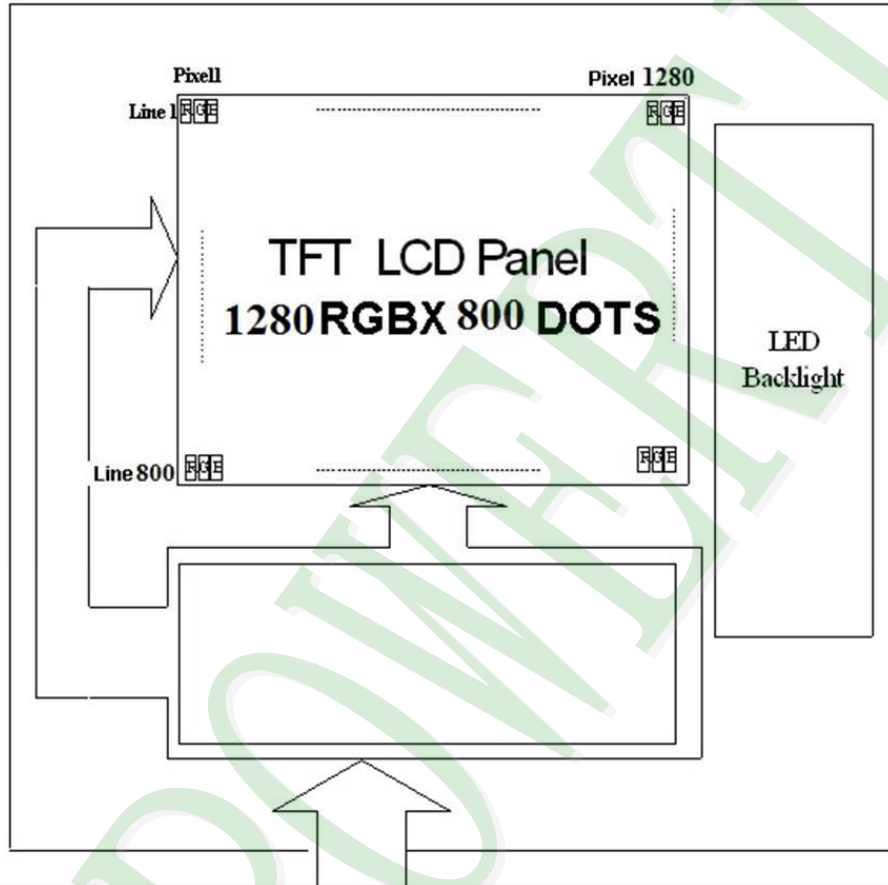 Pixel1
Pixel 1280
Line 1 RGB
RGB
TFT LCD Panel
1280 RGBX 800 DOTS
LED
Backlight
Line 800 RGB
RGB
POWERT